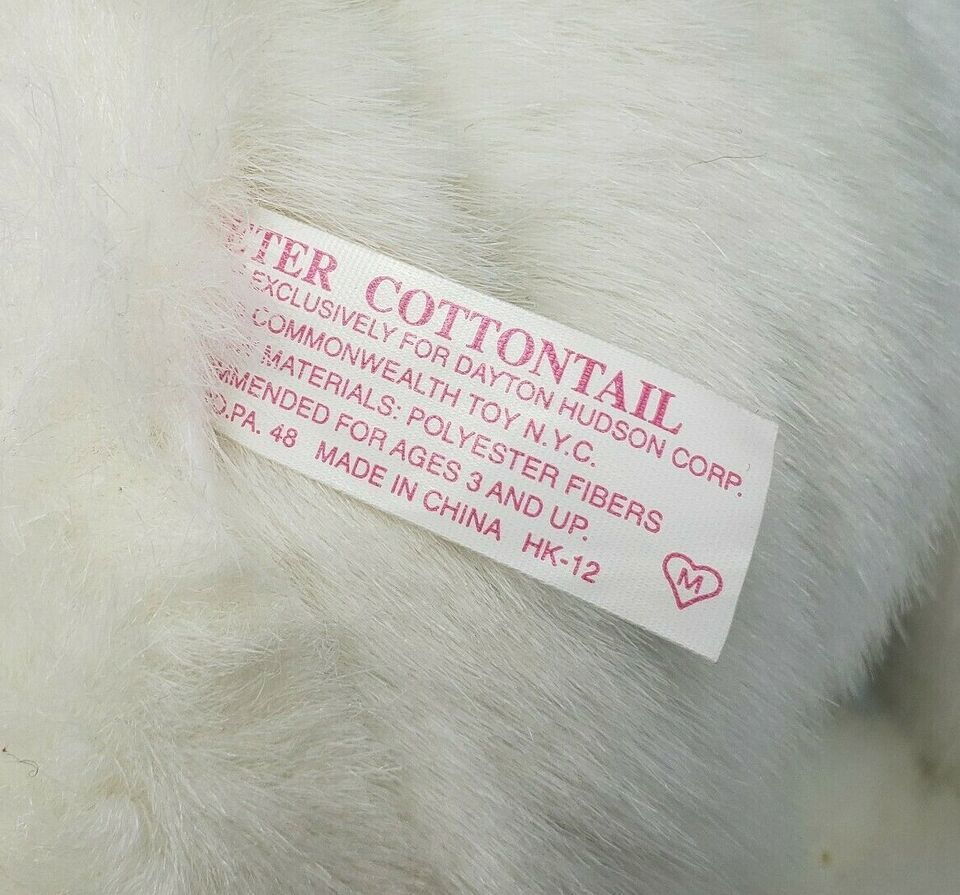 TER COTTONTAIL
EXCLUSIVELY FOR DAYTON HUDSON CORP.
COMMONWEALTH TOY N.Y.C.
MATERIALS: POLYESTER FIBERS
MMENDED FOR AGES 3 AND UP.
O.PA. 48 MADE IN CHINA HK-12
M